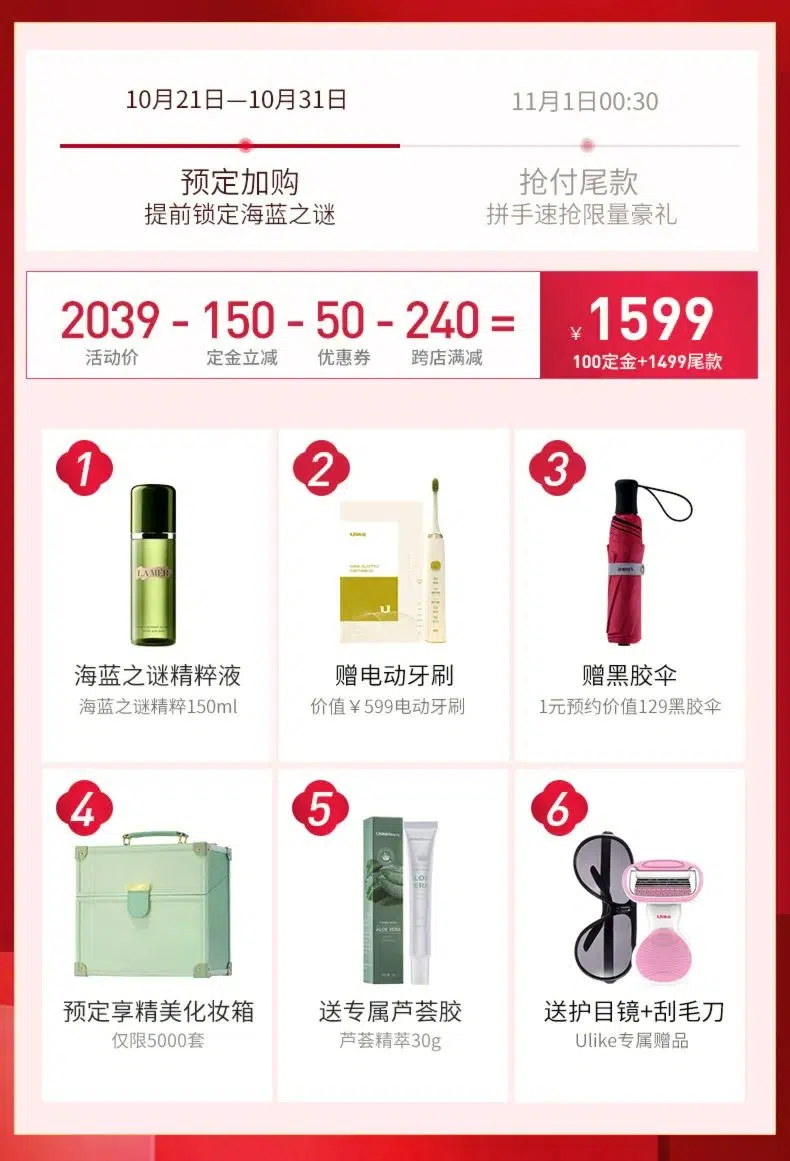 10月21日—10月31日
11月1日00:30
预定加购
抢付尾款
提前锁定海蓝之谜
拼手速抢限量豪礼
2039 - 150 - 50 - 240 = ¥1599
活动价 定金立减 优惠券 跨店满减
100定金+1499尾款
1
2
3
LA MER
Ulike
U
海蓝之谜精粹液
赠电动牙刷
赠黑胶伞
海蓝之谜精粹150ml
价值¥599电动牙刷
1元预约价值129黑胶伞
4
5
6
ALOE VERA
Ulike
预定享精美化妆箱
送专属芦荟胶
送护目镜+刮毛刀
仅限5000套
芦荟精萃30g
Ulike专属赠品